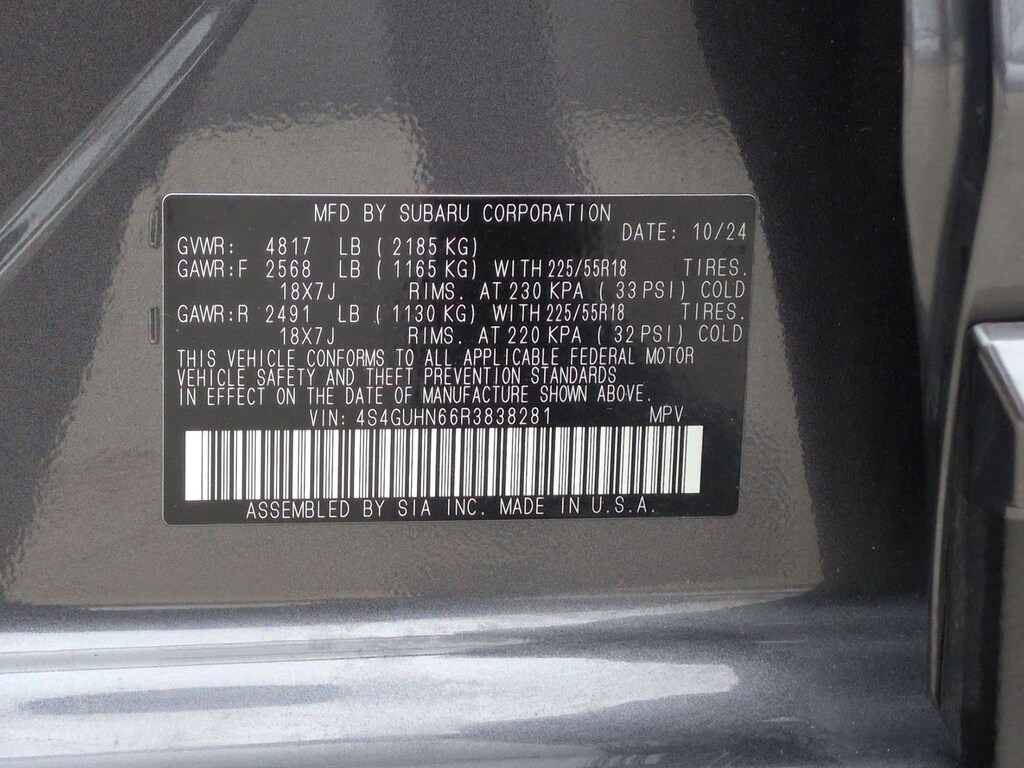 MFD BY SUBARU CORPORATION
DATE: 10/24
GVWR: 4817 LB ( 2185 KG)
GAWR:F 2568 LB ( 1165 KG) WITH 225/55R18 TIRES.
18X7J RIMS. AT 230 KPA ( 33 PSI) COLD
GAWR:R 2491 LB ( 1130 KG) WITH 225/55R18 TIRES.
18X7J RIMS. AT 220 KPA ( 32 PSI) COLD
THIS VEHICLE CONFORMS TO ALL APPLICABLE FEDERAL MOTOR
VEHICLE SAFETY AND THEFT PREVENTION STANDARDS
IN EFFECT ON THE DATE OF MANUFACTURE SHOWN ABOVE.
VIN: 4S4GUHN66R3838281 MPV
ASSEMBLED BY SIA INC. MADE IN U.S.A.